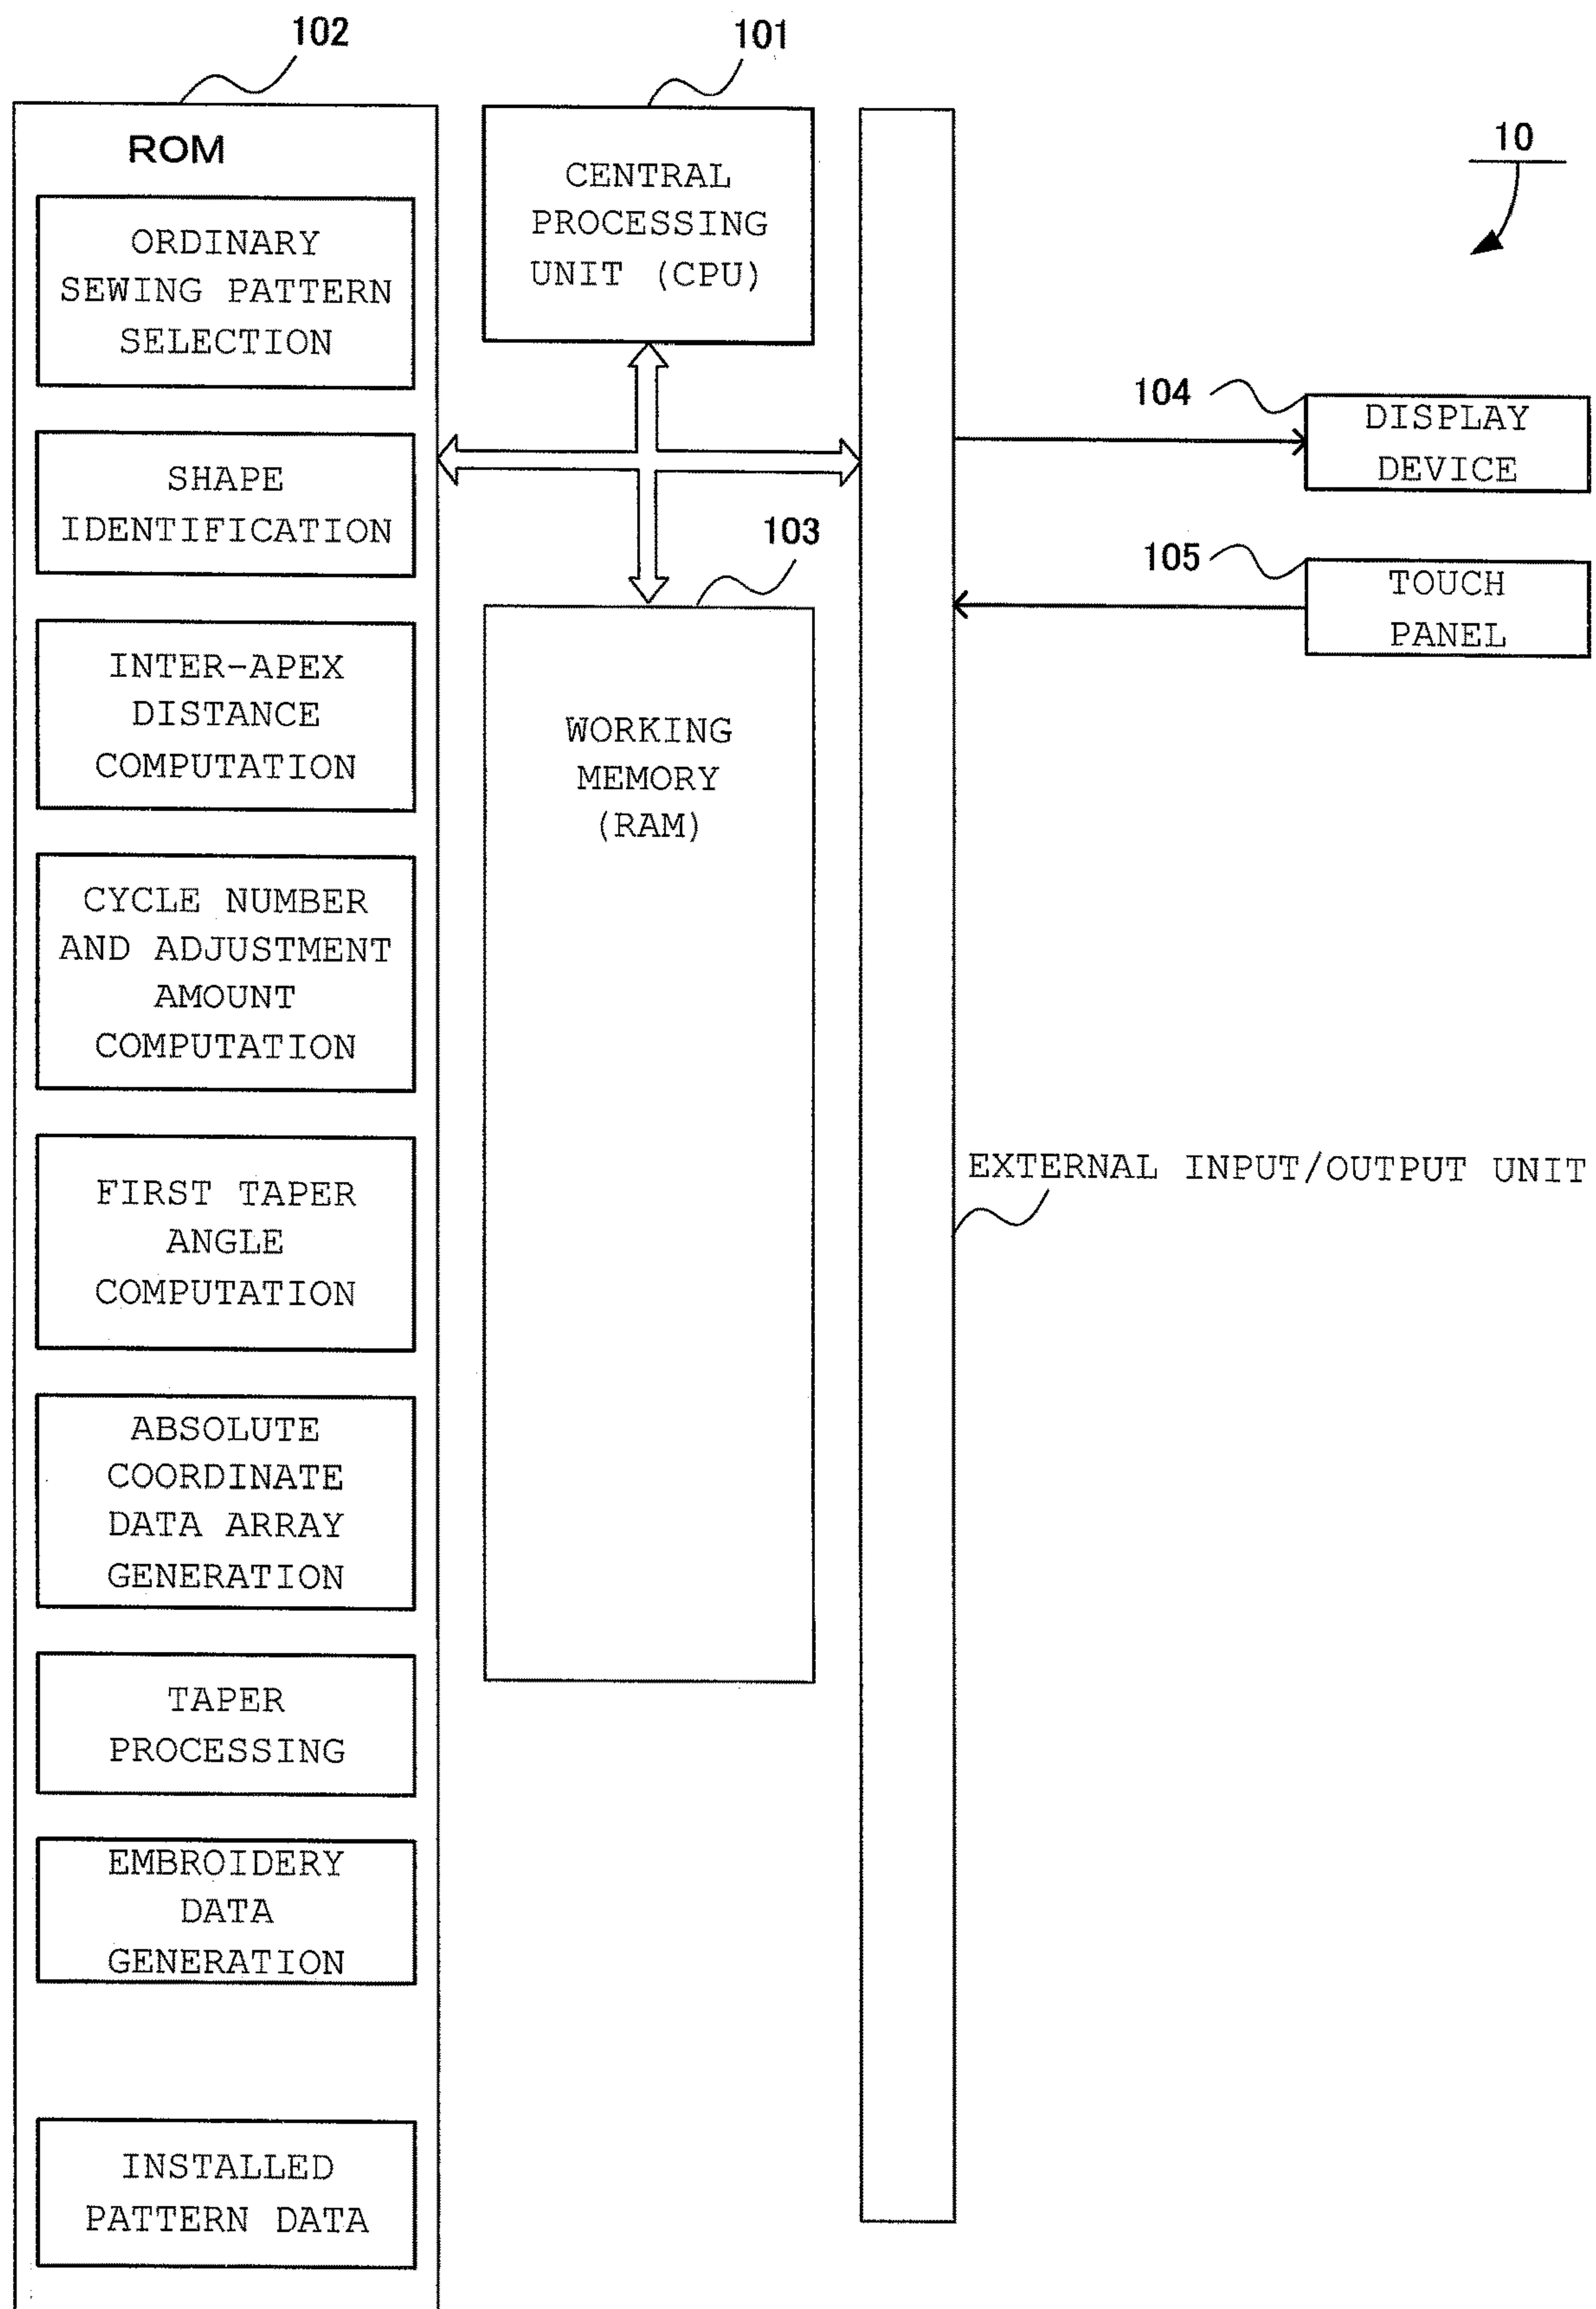 102
ROM
ORDINARY
SEWING PATTERN
SELECTION
SHAPE
IDENTIFICATION
INTER-APEX
DISTANCE
COMPUTATION
CYCLE NUMBER
AND ADJUSTMENT
AMOUNT
COMPUTATION
FIRST TAPER
ANGLE
COMPUTATION
ABSOLUTE
COORDINATE
DATA ARRAY
GENERATION
TAPER
PROCESSING
EMBROIDERY
DATA
GENERATION
INSTALLED
PATTERN DATA
101
CENTRAL
PROCESSING
UNIT (CPU)
103
WORKING
MEMORY
(RAM)
10
104
DISPLAY
DEVICE
105
TOUCH
PANEL
EXTERNAL INPUT/OUTPUT UNIT